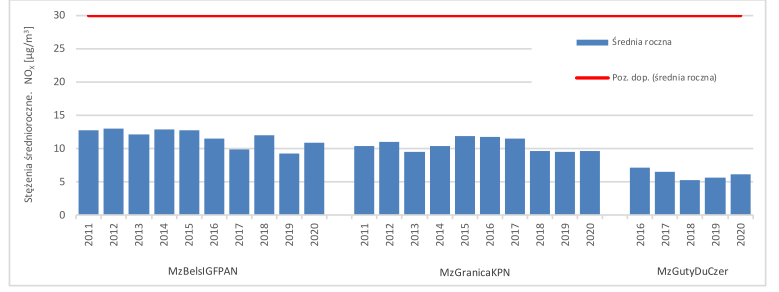 Stężenia średnioroczne. NOX [µg/m³]
30
25
20
15
10
5
0
Średnia roczna
Poz. dop. (średnia roczna)
2011 2012 2013 2014 2015 2016 2017 2018 2019 2020
2011 2012 2013 2014 2015 2016 2017 2018 2019 2020
2016 2017 2018 2019 2020
MzBelsIGFPAN
MzGranicaKPN
MzGutyDuCzer